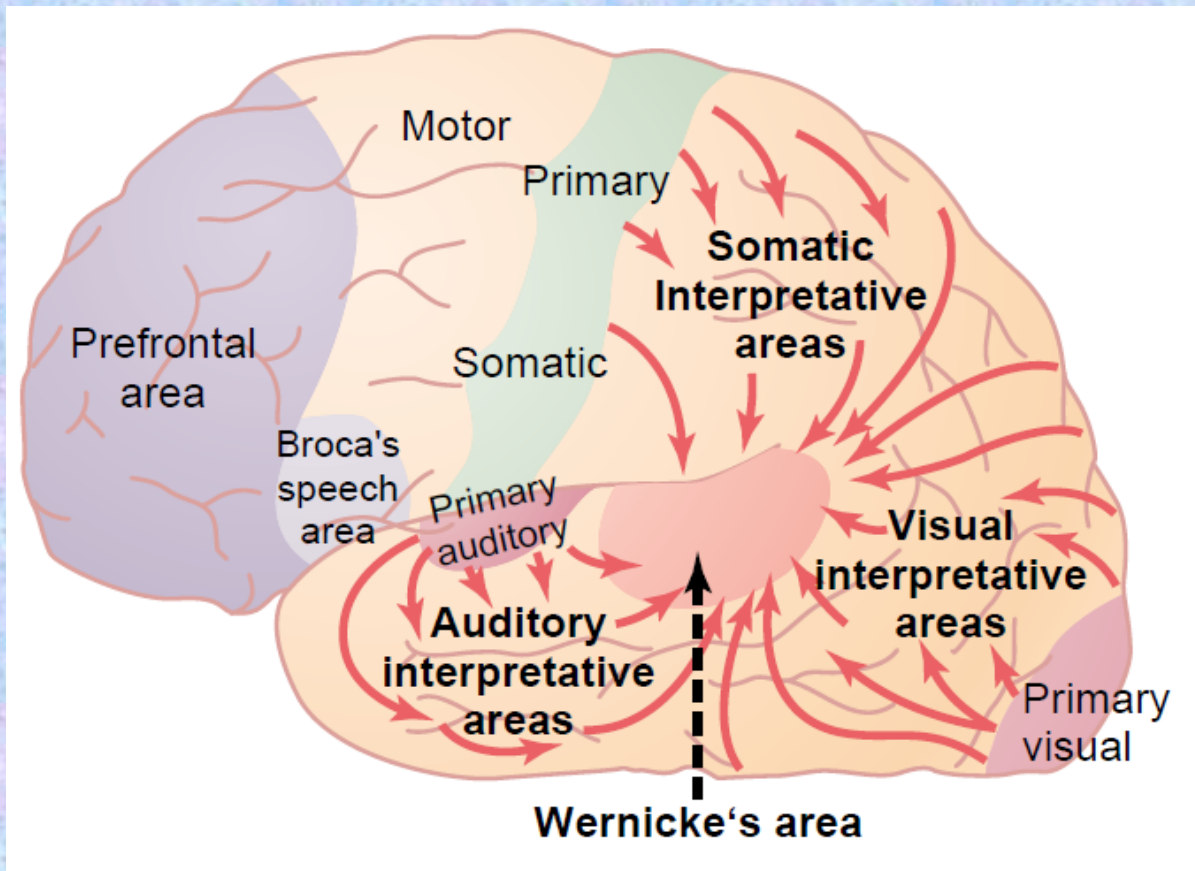 Motor
Primary
Somatic
Interpretative
areas
Prefrontal
area
Somatic
Broca's
speech
area
Primary
auditory
Visual
interpretative
areas
Auditory
interpretative
areas
Primary
visual
Wernicke‘s area